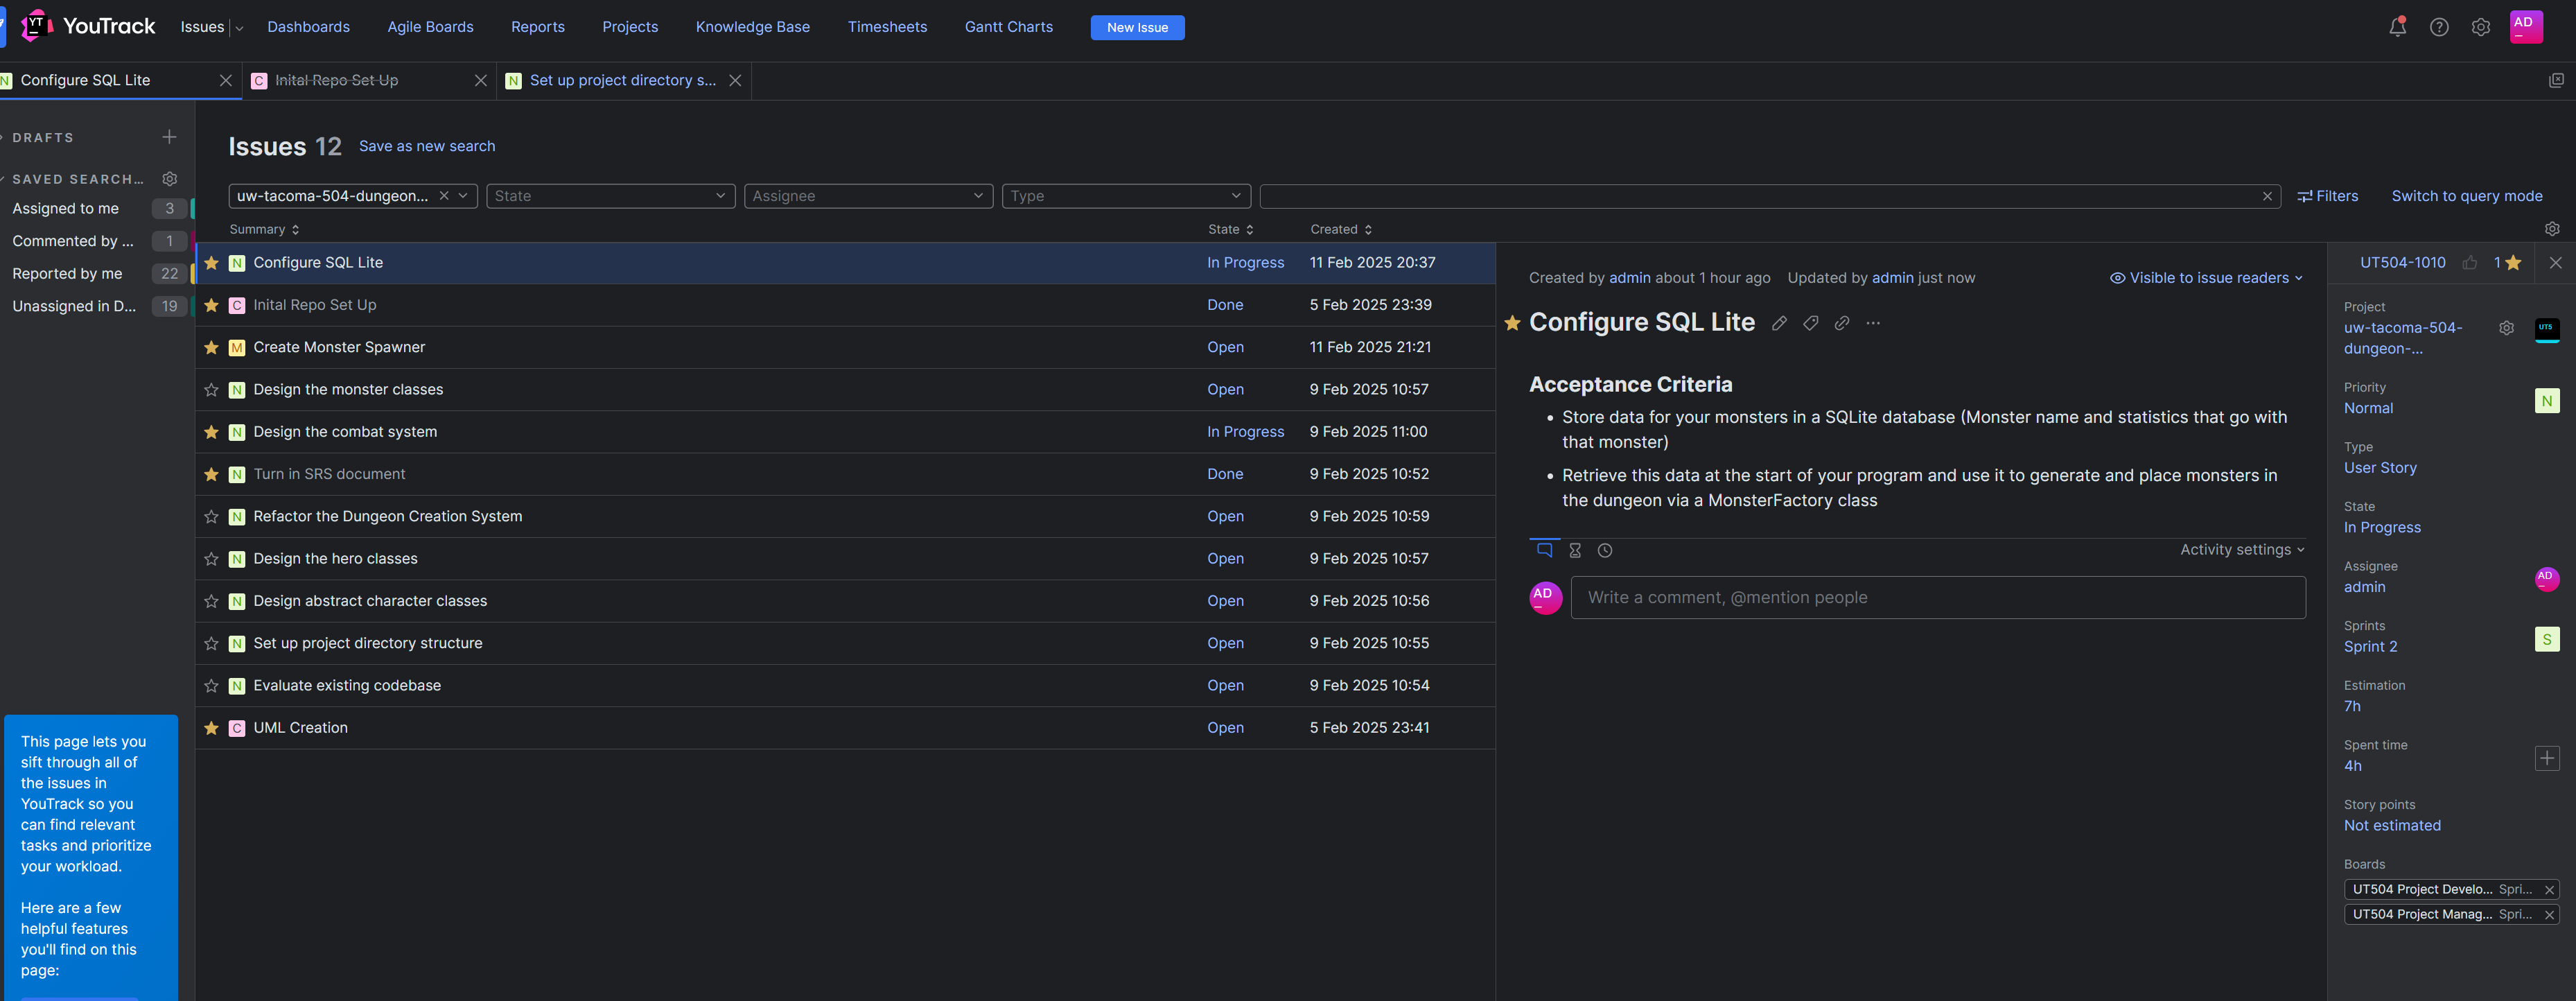 YT YouTrack Issues Dashboards Agile Boards Reports Projects Knowledge Base Timesheets Gantt Charts New Issue AD
N Configure SQL Lite C Inital Repo Set Up N Set up project directory s...
DRAFTS
SAVED SEARCH...
Assigned to me 3
Commented by ... 1
Reported by me 22
Unassigned in D... 19
This page lets you
sift through all of
the issues in
YouTrack so you
can find relevant
tasks and prioritize
your workload.
Here are a few
helpful features
you'll find on this
page:
Issues 12 Save as new search
uw-tacoma-504-dungeon... State Assignee Type Filters Switch to query mode
Summary State Created
N Configure SQL Lite In Progress 11 Feb 2025 20:37
C Inital Repo Set Up Done 5 Feb 2025 23:39
M Create Monster Spawner Open 11 Feb 2025 21:21
N Design the monster classes Open 9 Feb 2025 10:57
N Design the combat system In Progress 9 Feb 2025 11:00
N Turn in SRS document Done 9 Feb 2025 10:52
N Refactor the Dungeon Creation System Open 9 Feb 2025 10:59
N Design the hero classes Open 9 Feb 2025 10:57
N Design abstract character classes Open 9 Feb 2025 10:56
N Set up project directory structure Open 9 Feb 2025 10:55
N Evaluate existing codebase Open 9 Feb 2025 10:54
C UML Creation Open 5 Feb 2025 23:41
Created by admin about 1 hour ago Updated by admin just now Visible to issue readers
Configure SQL Lite
Acceptance Criteria
• Store data for your monsters in a SQLite database (Monster name and statistics that go with
that monster)
• Retrieve this data at the start of your program and use it to generate and place monsters in
the dungeon via a MonsterFactory class
Activity settings
AD Write a comment, @mention people
UT504-1010 1
Project
uw-tacoma-504-
dungeon-...
UT5
Priority
Normal N
Type
User Story
State
In Progress
Assignee
admin AD
Sprints
Sprint 2 S
Estimation
7h
Spent time
4h
Story points
Not estimated
Boards
UT504 Project Develo... Spri...
UT504 Project Manag... Spri...